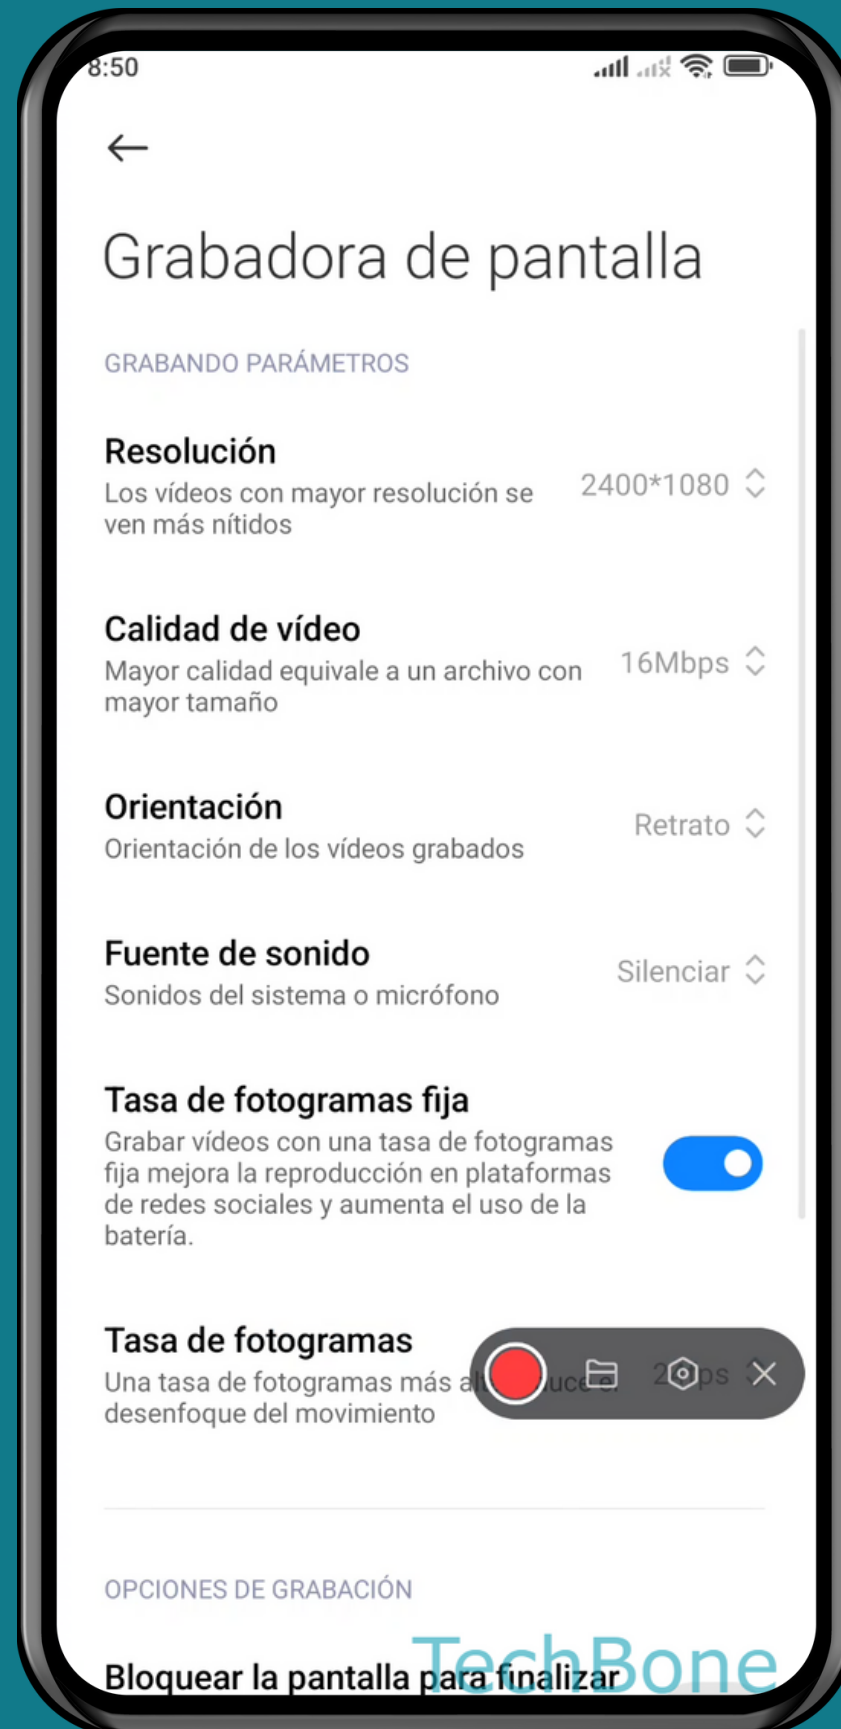 8:50
Grabadora de pantalla
GRABANDO PARÁMETROS
Resolución
Los vídeos con mayor resolución se
ven más nítidos
2400*1080
Calidad de vídeo
Mayor calidad equivale a un archivo con
mayor tamaño
16Mbps
Orientación
Orientación de los vídeos grabados
Retrato
Fuente de sonido
Sonidos del sistema o micrófono
Silenciar
Tasa de fotogramas fija
Grabar vídeos con una tasa de fotogramas
fija mejora la reproducción en plataformas
de redes sociales y aumenta el uso de la
batería.
Tasa de fotogramas
Una tasa de fotogramas más
desenfoque del movimiento
OPCIONES DE GRABACIÓN
Bloquear la pantalla para finalizar
TechBone